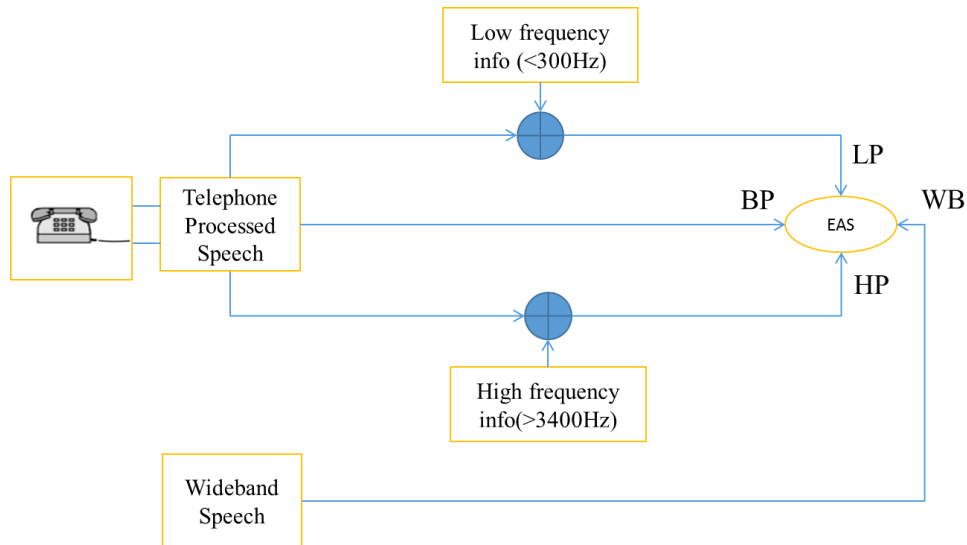 Low frequency
info (<300Hz)
LP
Telephone
Processed
Speech
BP
EAS
WB
HP
High frequency
info(>3400Hz)
Wideband
Speech